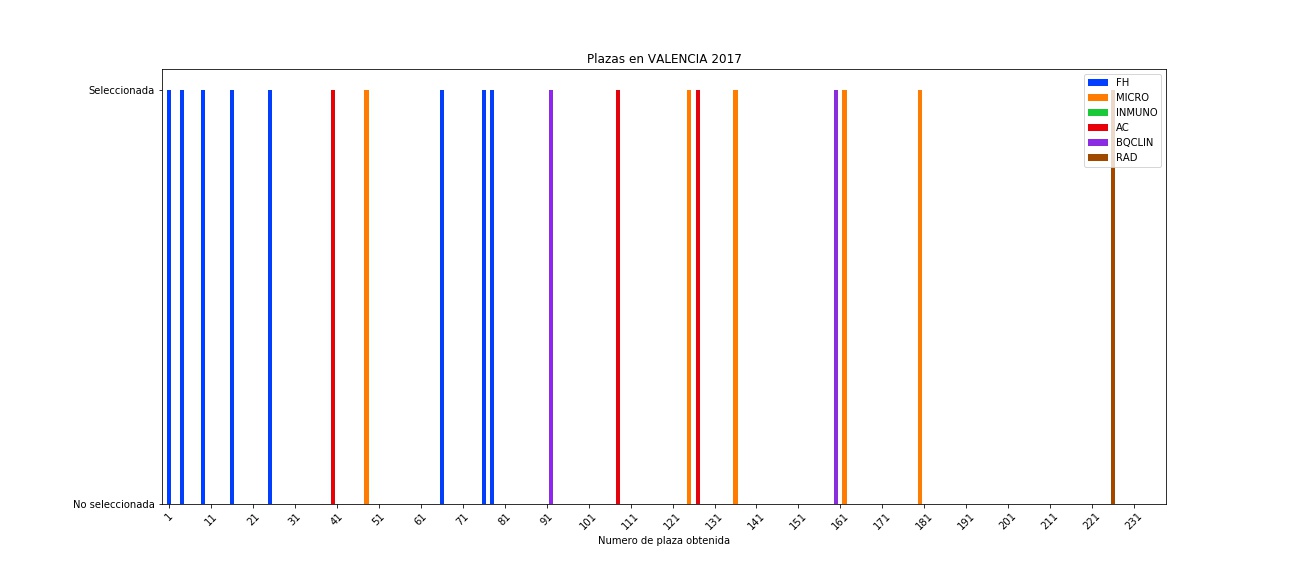 Plazas en VALENCIA 2017
Seleccionada
No seleccionada
FH
MICRO
INMUNO
AC
BQCLIN
RAD
1 11 21 31 41 51 61 71 81 91 101 111 121 131 141 151 161 171 181 191 201 211 221 231
Numero de plaza obtenida